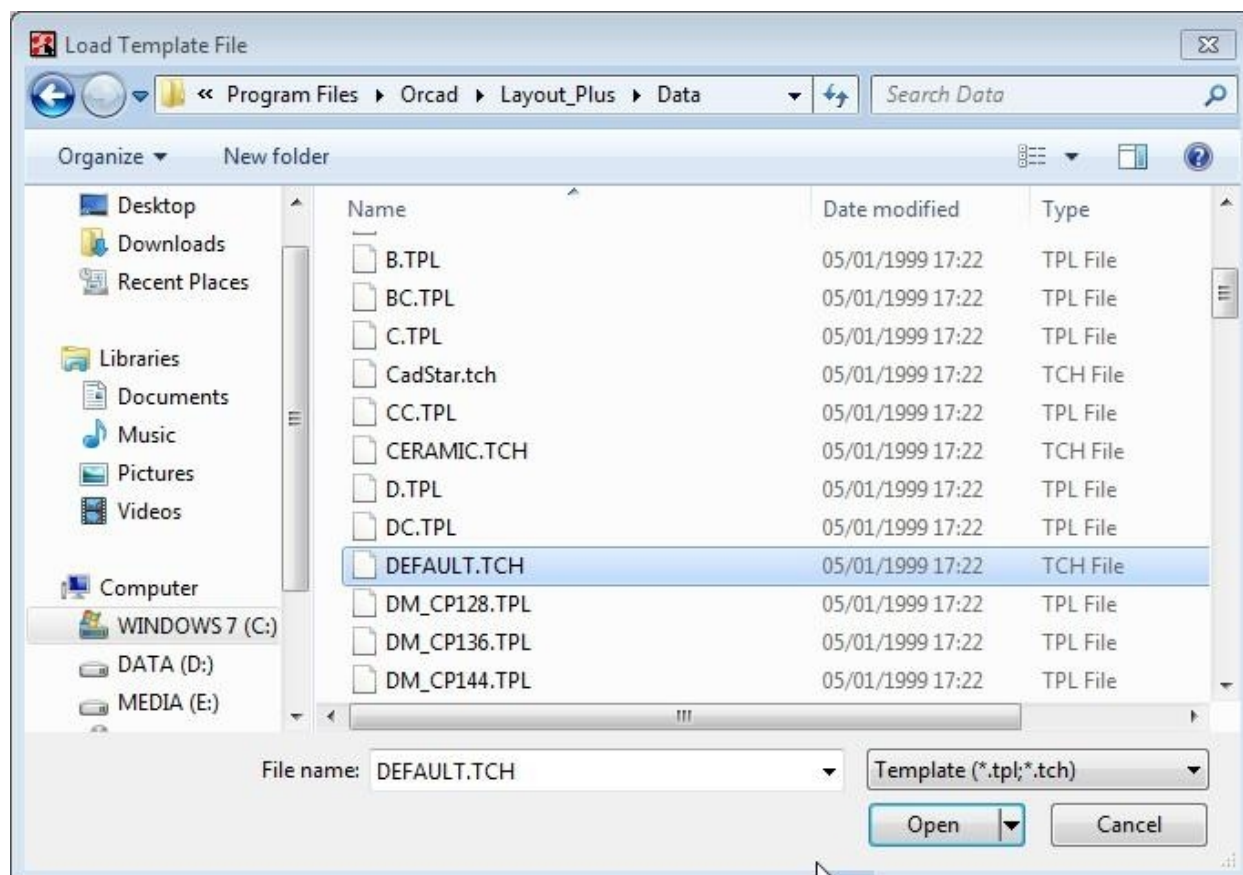 Load Template File
« Program Files ▸ Orcad ▸ Layout_Plus ▸ Data
Search Data
Organize
New folder
Desktop
Downloads
Recent Places
Libraries
Documents
Music
Pictures
Videos
Computer
WINDOWS 7 (C:)
DATA (D:)
MEDIA (E:)
Name Date modified Type
B.TPL 05/01/1999 17:22 TPL File
BC.TPL 05/01/1999 17:22 TPL File
C.TPL 05/01/1999 17:22 TPL File
CadStar.tch 05/01/1999 17:22 TCH File
CC.TPL 05/01/1999 17:22 TPL File
CERAMIC.TCH 05/01/1999 17:22 TCH File
D.TPL 05/01/1999 17:22 TPL File
DC.TPL 05/01/1999 17:22 TPL File
DEFAULT.TCH 05/01/1999 17:22 TCH File
DM_CP128.TPL 05/01/1999 17:22 TPL File
DM_CP136.TPL 05/01/1999 17:22 TPL File
DM_CP144.TPL 05/01/1999 17:22 TPL File
File name: DEFAULT.TCH
Template (*.tpl;*.tch)
Open
Cancel